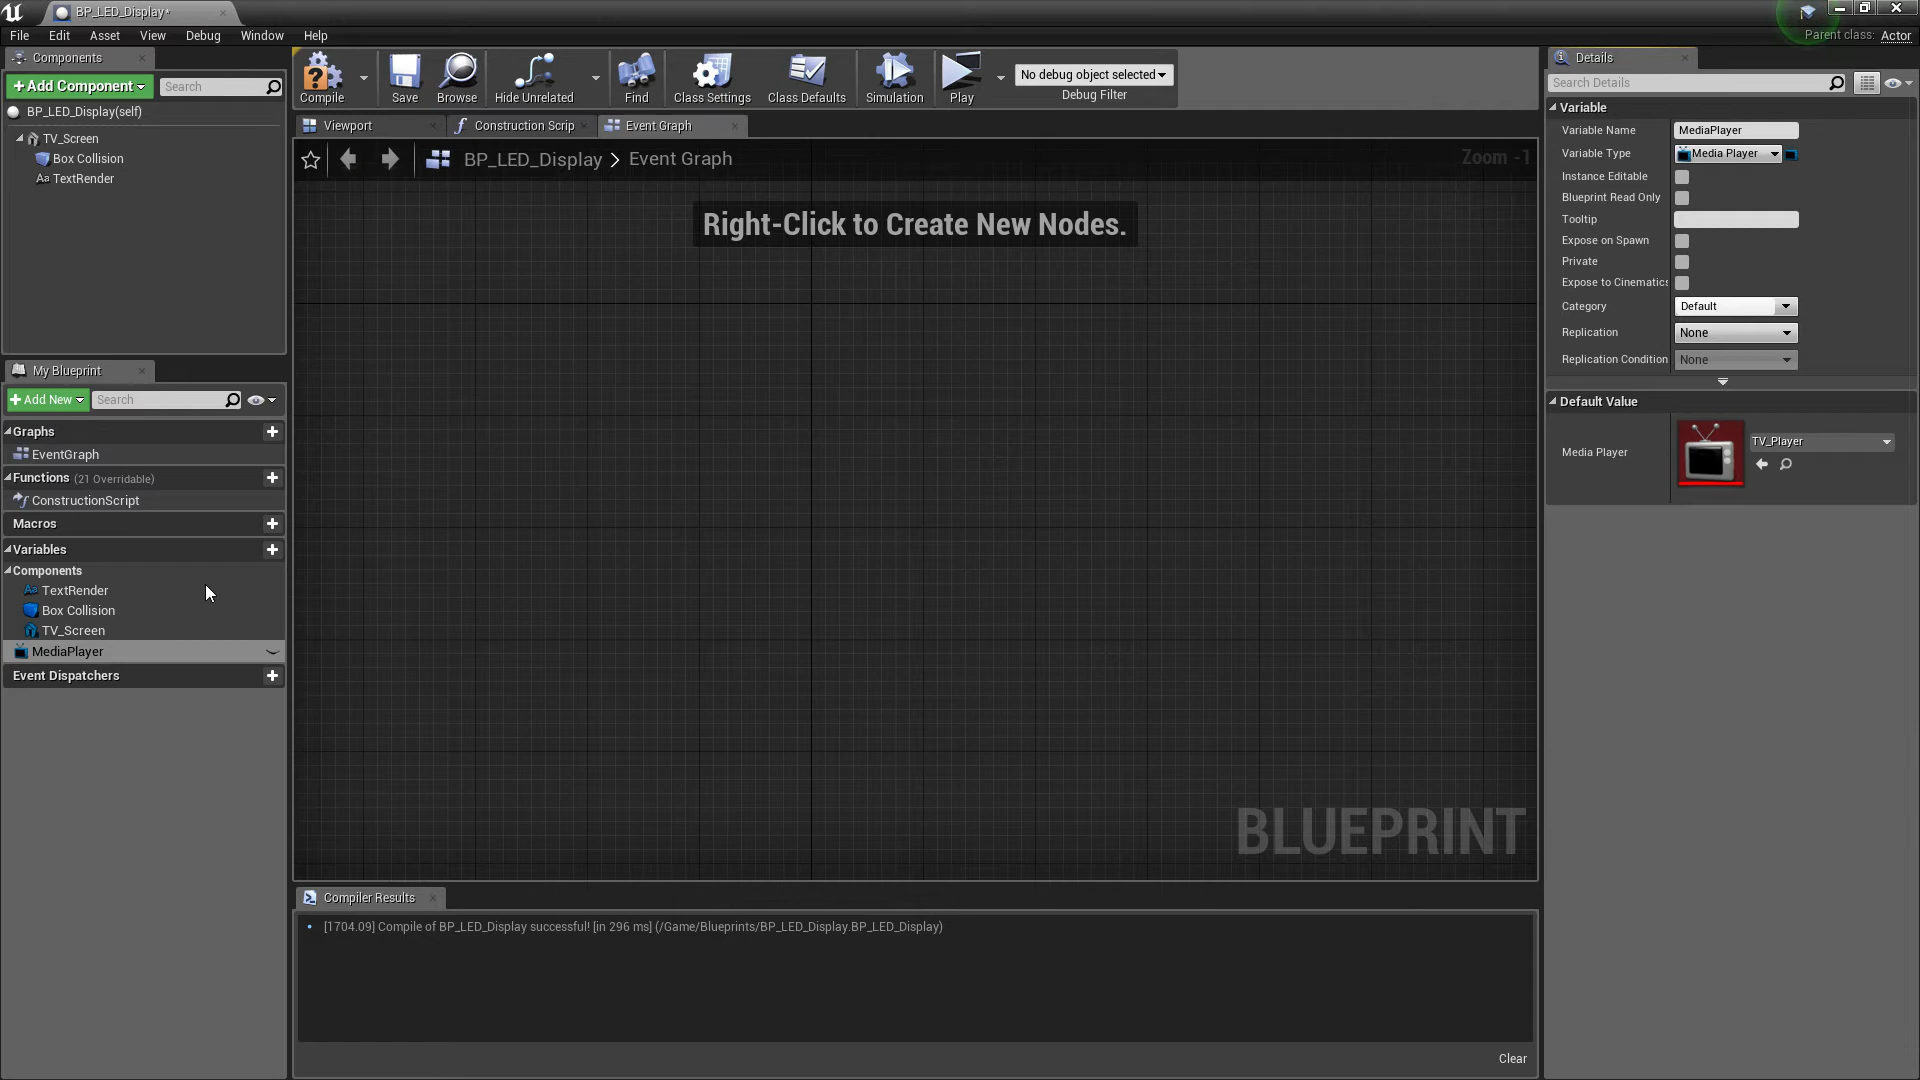 BP_LED_Display*
File Edit Asset View Debug Window Help
Parent class: Actor
Components
+ Add Component
Search
BP_LED_Display(self)
TV_Screen
Box Collision
Aa TextRender
My Blueprint
+ Add New
Search
Graphs
EventGraph
Functions (21 Overridable)
ConstructionScript
Macros
Variables
Components
Aa TextRender
Box Collision
TV_Screen
MediaPlayer
Event Dispatchers
Compile
Save
Browse
Hide Unrelated
Find
Class Settings
Class Defaults
Simulation
Play
No debug object selected
Debug Filter
Viewport
Construction Scrip
Event Graph
BP_LED_Display > Event Graph
Zoom -1
Right-Click to Create New Nodes.
BLUEPRINT
Compiler Results
[1704.09] Compile of BP_LED_Display successful! [in 296 ms] (/Game/Blueprints/BP_LED_Display.BP_LED_Display)
Clear
Details
Search Details
Variable
Variable Name MediaPlayer
Variable Type Media Player
Instance Editable
Blueprint Read Only
Tooltip
Expose on Spawn
Private
Expose to Cinematics
Category Default
Replication None
Replication Condition None
Default Value
Media Player TV_Player